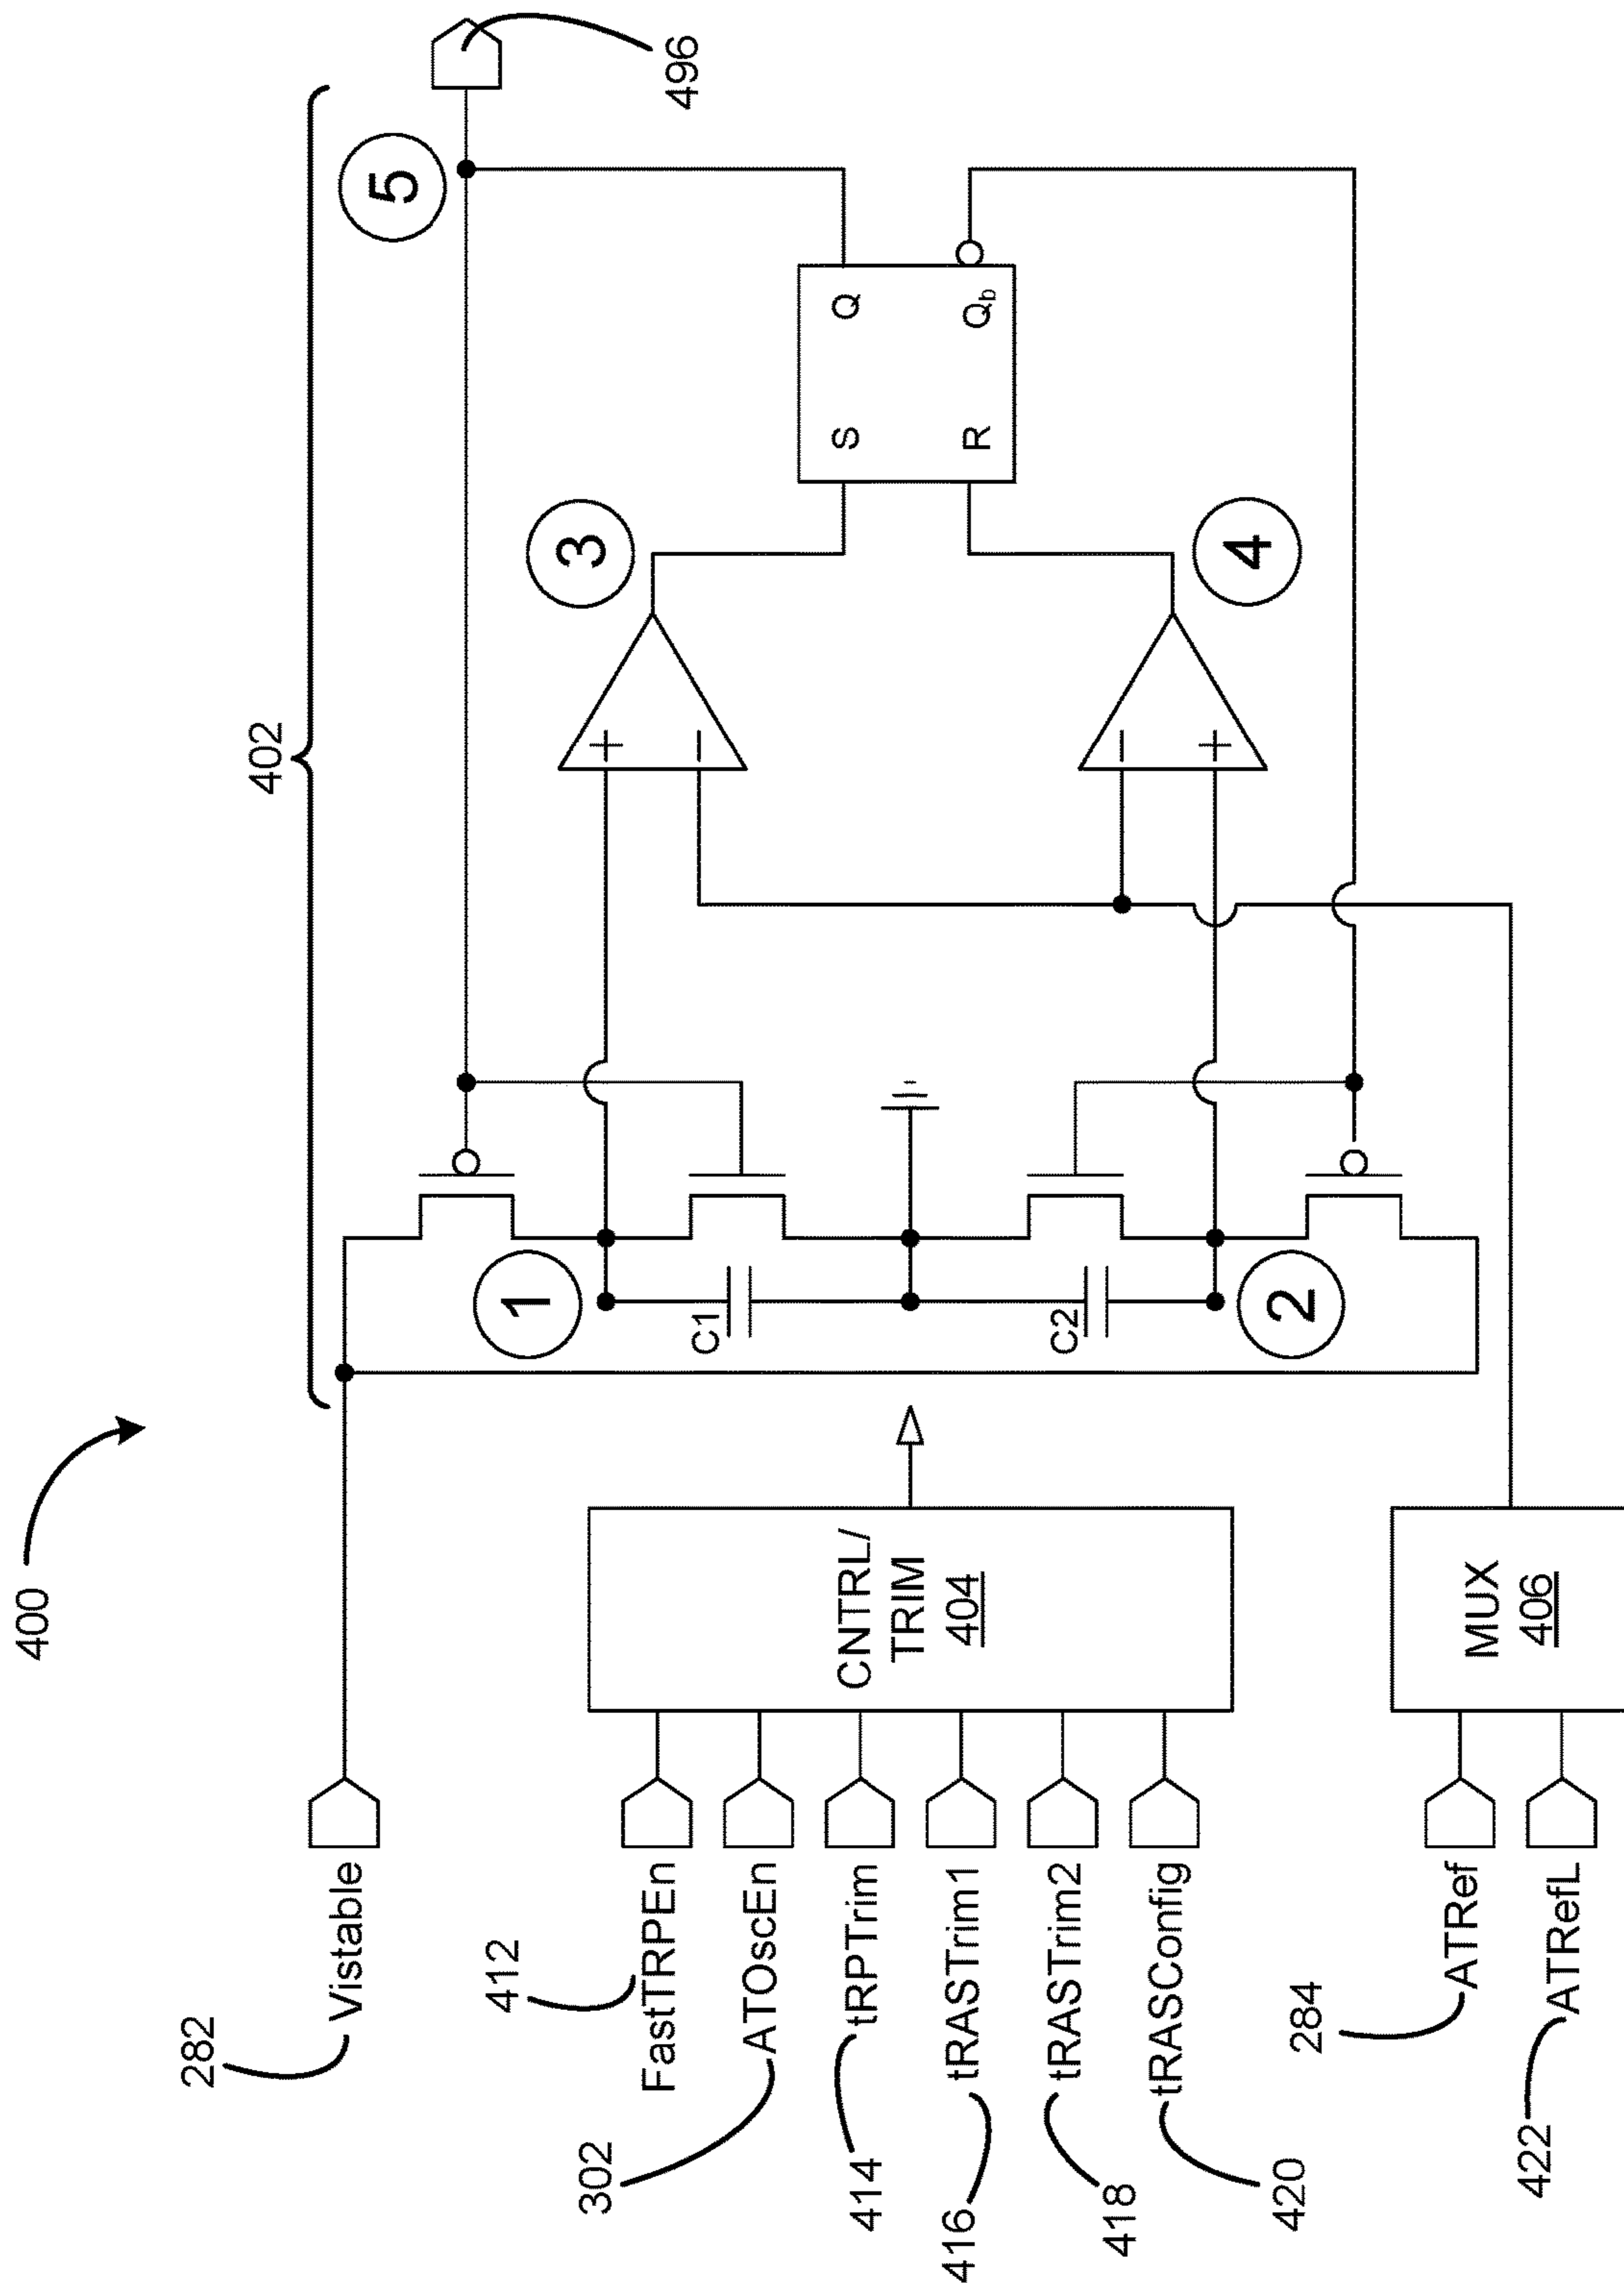 400
402
496
5
282
Vistable
1
C1
3
S
Q
R
Qb
C2
2
4
412
FastTRPEn
302
ATOscEn
414
tRPTrim
416
tRASTrim1
418
tRASTrim2
420
tRASConfig
CNTRL/
TRIM
404
284
ATRef
422
ATRefL
MUX
406